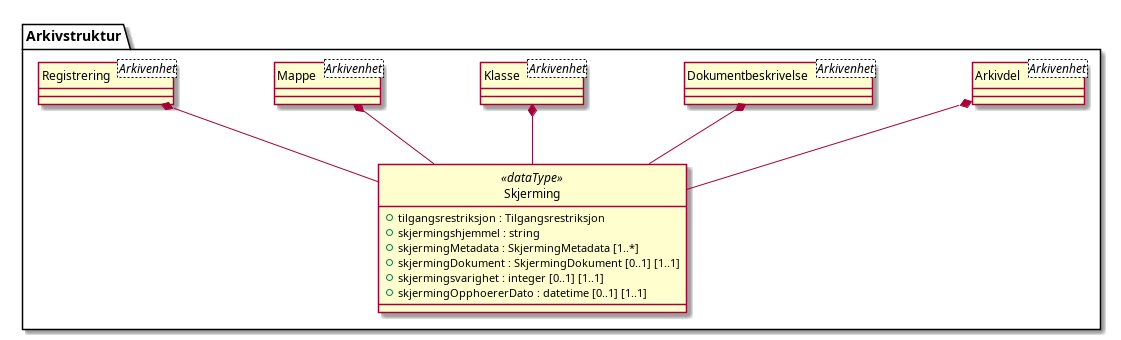 Arkivstruktur
Registrering Arkivenhet
Mappe Arkivenhet
Klasse Arkivenhet
Dokumentbeskrivelse Arkivenhet
Arkivdel Arkivenhet
«dataType»
Skjerming
tilgangsrestriksjon : Tilgangsrestriksjon
skjermingshjemmel : string
skjermingMetadata : SkjermingMetadata [1..*]
skjermingDokument : SkjermingDokument [0..1] [1..1]
skjermingsvarighet : integer [0..1] [1..1]
skjermingOpphoererDato : datetime [0..1] [1..1]